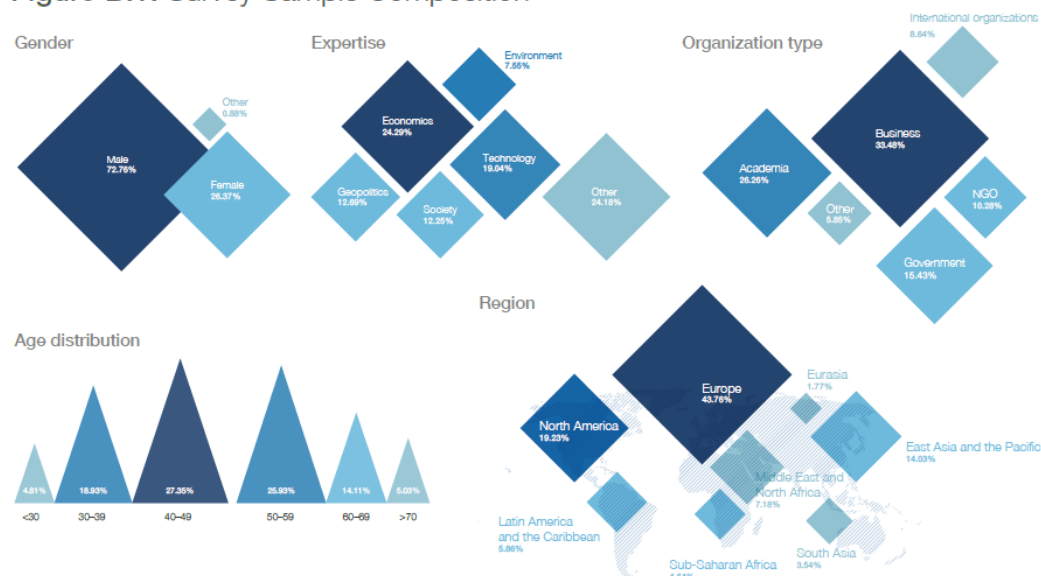 Survey Sample Composition
Gender
Male
72.76%
Other
0.88%
Female
26.37%
Expertise
Economics
24.29%
Environment
7.55%
Technology
19.04%
Geopolitics
12.69%
Society
12.25%
Other
24.18%
Organization type
International organizations
8.64%
Business
33.48%
Academia
26.26%
Other
5.85%
NGO
10.28%
Government
15.43%
Age distribution
4.81%
18.93%
27.35%
25.93%
14.11%
5.03%
<30
30–39
40–49
50–59
60–69
>70
Region
Europe
43.76%
North America
19.23%
Eurasia
1.77%
East Asia and the Pacific
14.03%
Middle East and
North Africa
7.18%
Latin America
and the Caribbean
5.86%
Sub-Saharan Africa
South Asia
3.54%